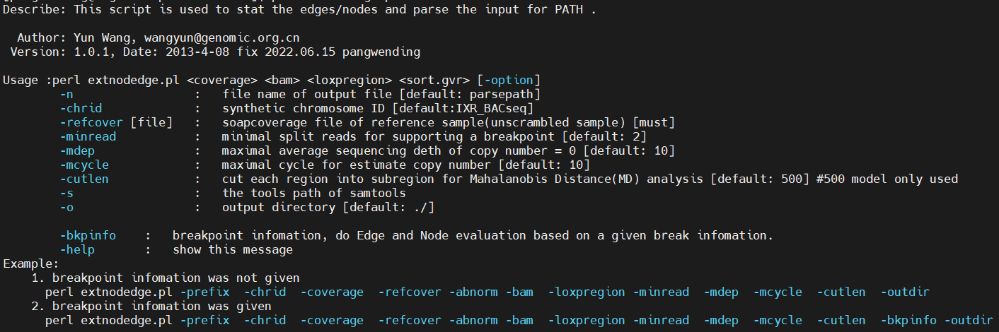 Describe: This script is used to stat the edges/nodes and parse the input for PATH .
Author: Yun Wang, wangyun@genomic.org.cn
Version: 1.0.1, Date: 2013-4-08 fix 2022.06.15 pangwending
Usage :perl extnodedge.pl <coverage> <bam> <loxpregion> <sort.gvr> [-option]
-n : file name of output file [default: parsepath]
-chrid : synthetic chromosome ID [default:IXR_BACseq]
-refcover [file] : soapcoverage file of reference sample(unscrambled sample) [must]
-minread : minimal split reads for supporting a breakpoint [default: 2]
-mdep : maximal average sequencing deth of copy number = 0 [default: 10]
-mcycle : maximal cycle for estimate copy number [default: 10]
-cutlen : cut each region into subregion for Mahalanobis Distance(MD) analysis [default: 500] #500 model only used
-s : the tools path of samtools
-o : output directory [default: ./]
-bkpinfo : breakpoint infomation, do Edge and Node evaluation based on a given break infomation.
-help : show this message
Example:
1. breakpoint infomation was not given
perl extnodedge.pl -prefix -chrid -coverage -refcover -abnorm -bam -loxpregion -minread -mdep -mcycle -cutlen -outdir
2. breakpoint infomation was given
perl extnodedge.pl -prefix -chrid -coverage -refcover -abnorm -bam -loxpregion -minread -mdep -mcycle -cutlen -bkpinfo -outdir